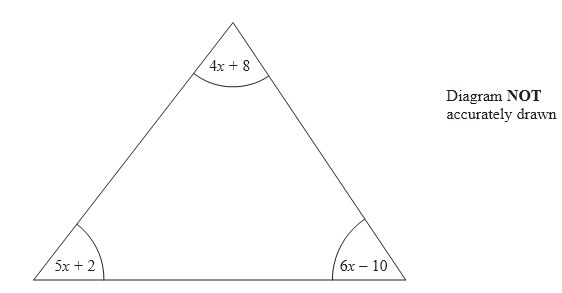 4x + 8
Diagram NOT
accurately drawn
5x + 2
6x – 10